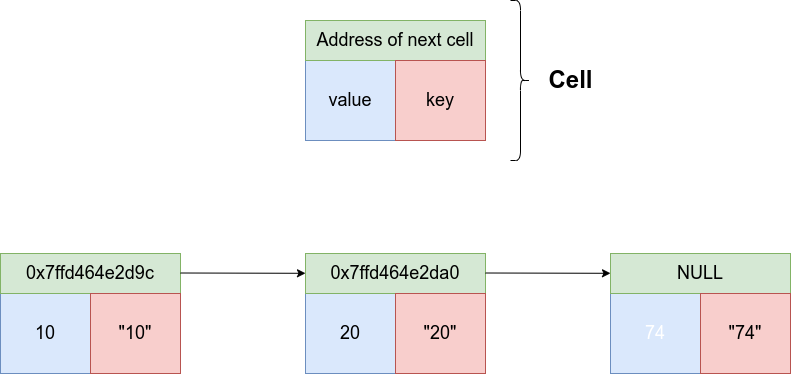 Address of next cell
value
key
Cell
0x7ffd464e2d9c
0x7ffd464e2da0
NULL
10
"10"
20
"20"
74
"74"